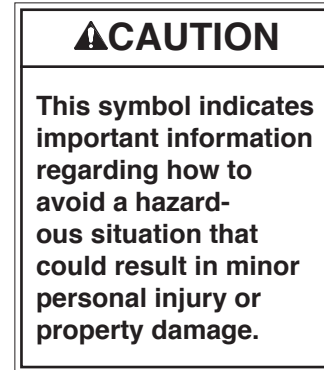 ⚠CAUTION
This symbol indicates
important information
regarding how to
avoid a hazard-
ous situation that
could result in minor
personal injury or
property damage.